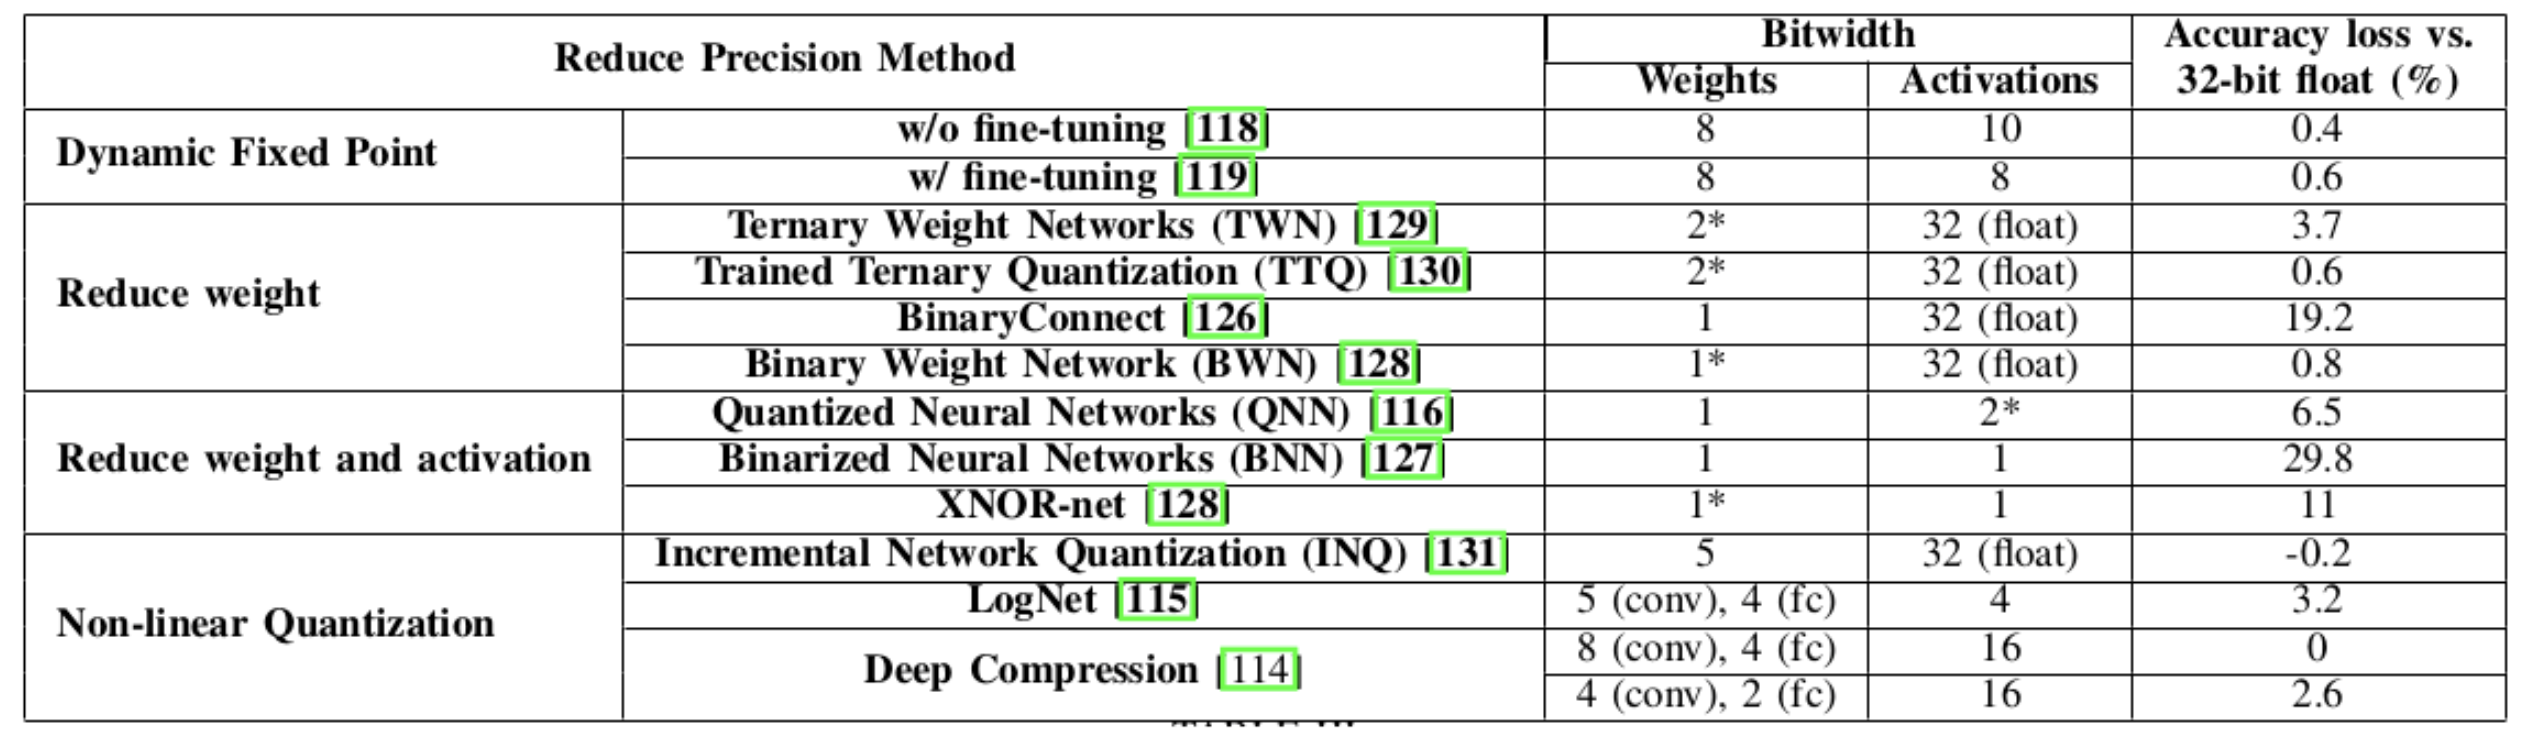 Reduce Precision Method Bitwidth Accuracy loss vs.
Weights Activations 32-bit float (%)
Dynamic Fixed Point w/o fine-tuning [118] 8 10 0.4
w/ fine-tuning [119] 8 8 0.6
Reduce weight Ternary Weight Networks (TWN) [129] 2* 32 (float) 3.7
Trained Ternary Quantization (TTQ) [130] 2* 32 (float) 0.6
BinaryConnect [126] 1 32 (float) 19.2
Binary Weight Network (BWN) [128] 1* 32 (float) 0.8
Reduce weight and activation Quantized Neural Networks (QNN) [116] 1 2* 6.5
Binarized Neural Networks (BNN) [127] 1 1 29.8
XNOR-net [128] 1* 1 11
Non-linear Quantization Incremental Network Quantization (INQ) [131] 5 32 (float) -0.2
LogNet [115] 5 (conv), 4 (fc) 4 3.2
Deep Compression [114] 8 (conv), 4 (fc) 16 0
4 (conv), 2 (fc) 16 2.6